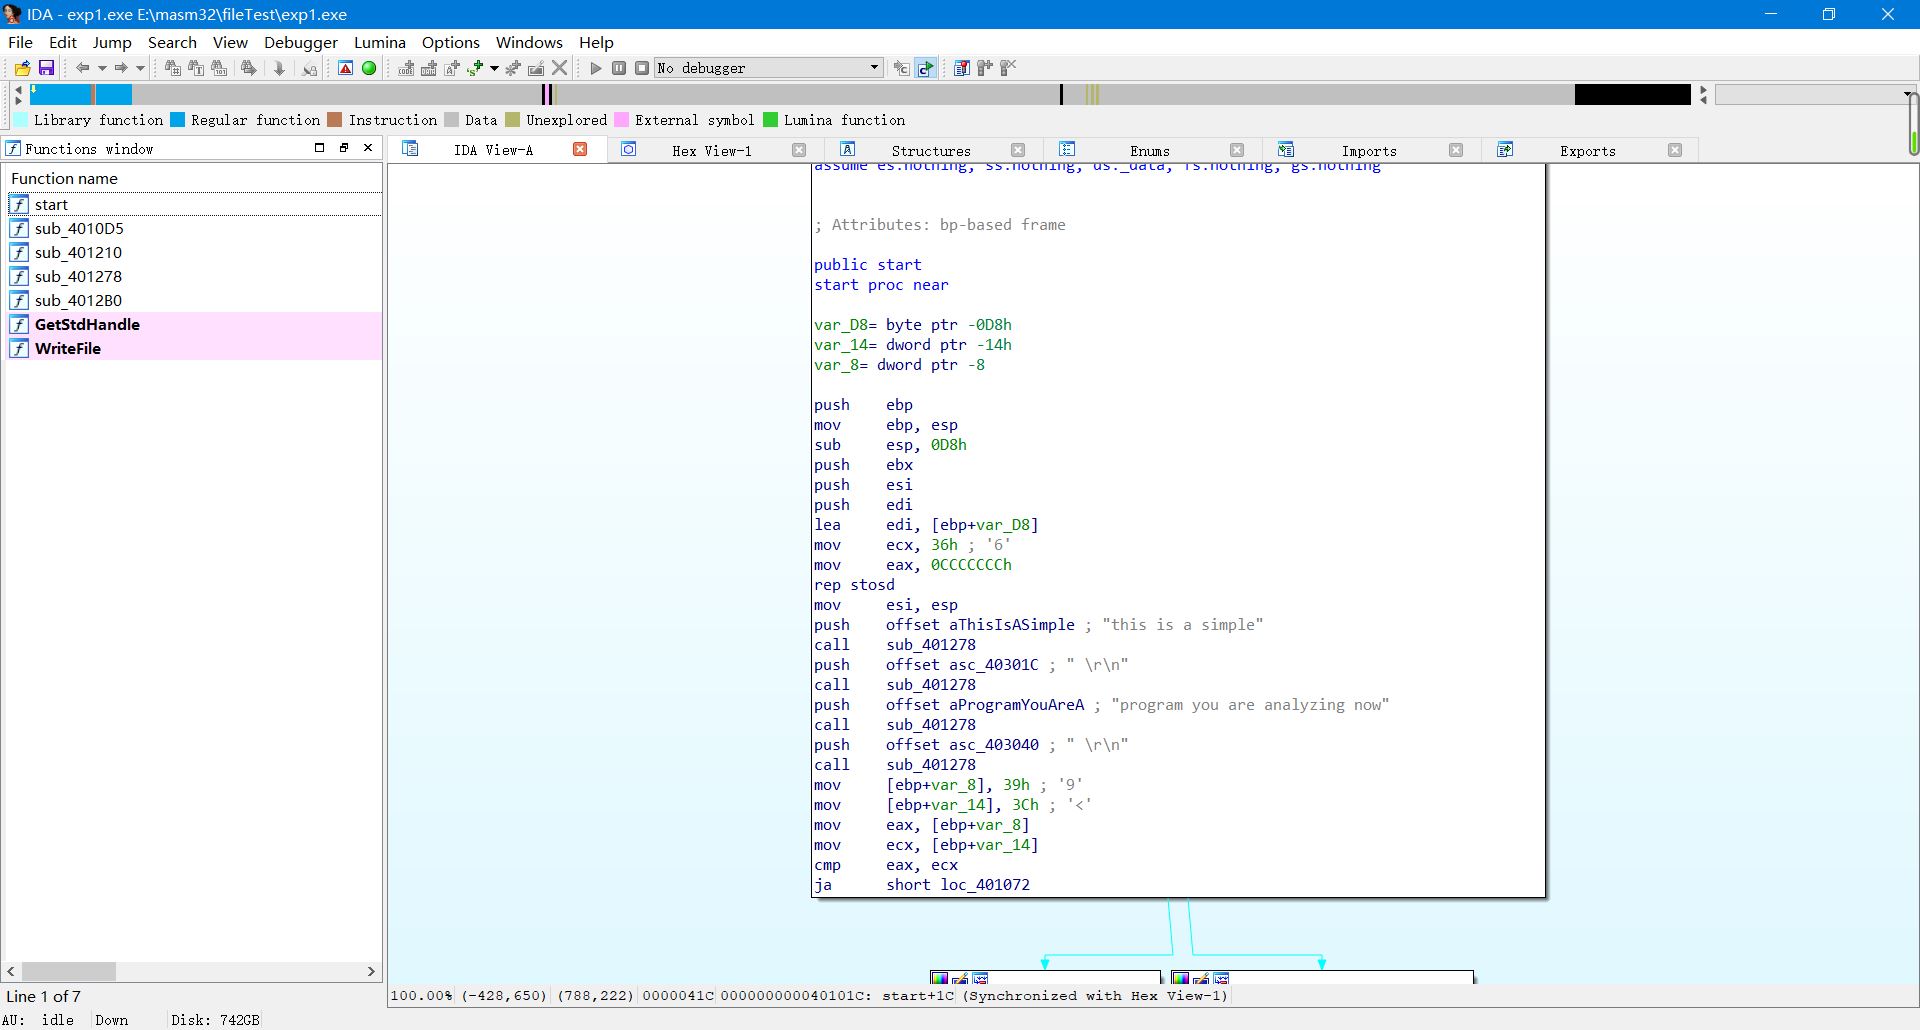 IDA - exp1.exe E:\masm32\fileTest\exp1.exe
File Edit Jump Search View Debugger Lumina Options Windows Help
No debugger
Library function Regular function Instruction Data Unexplored External symbol Lumina function
Functions window
IDA View-A Hex View-1 Structures Enums Imports Exports
Function name
start
sub_4010D5
sub_401210
sub_401278
sub_4012B0
GetStdHandle
WriteFile
assume es:nothing, ss:nothing, ds:_data, fs:nothing, gs:nothing
; Attributes: bp-based frame
public start
start proc near
var_D8= byte ptr -0D8h
var_14= dword ptr -14h
var_8= dword ptr -8
push ebp
mov ebp, esp
sub esp, 0D8h
push ebx
push esi
push edi
lea edi, [ebp+var_D8]
mov ecx, 36h ; '6'
mov eax, 0CCCCCCCh
rep stosd
mov esi, esp
push offset aThisIsASimple ; "this is a simple"
call sub_401278
push offset asc_40301C ; " \r\n"
call sub_401278
push offset aProgramYouAreA ; "program you are analyzing now"
call sub_401278
push offset asc_403040 ; " \r\n"
call sub_401278
mov [ebp+var_8], 39h ; '9'
mov [ebp+var_14], 3Ch ; '<'
mov eax, [ebp+var_8]
mov ecx, [ebp+var_14]
cmp eax, ecx
ja short loc_401072
100.00% (-428,650) (788,222) 0000041C 000000000040101C: start+1C (Synchronized with Hex View-1)
Line 1 of 7
AU: idle Down Disk: 742GB